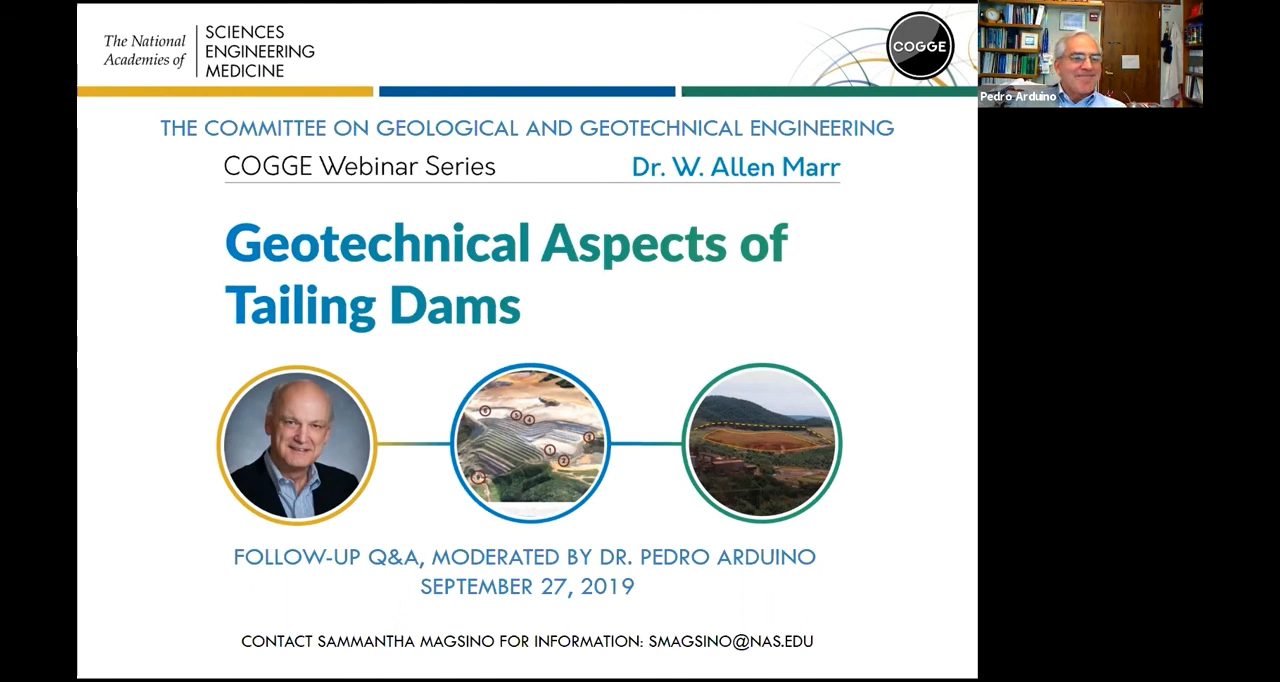 The National
Academies of
SCIENCES
ENGINEERING
MEDICINE
COGGE
Pedro Arduino
THE COMMITTEE ON GEOLOGICAL AND GEOTECHNICAL ENGINEERING
COGGE Webinar Series
Dr. W. Allen Marr
Geotechnical Aspects of
Tailing Dams
FOLLOW-UP Q&A, MODERATED BY DR. PEDRO ARDUINO
SEPTEMBER 27, 2019
CONTACT SAMMANTHA MAGSINO FOR INFORMATION: SMAGSINO@NAS.EDU